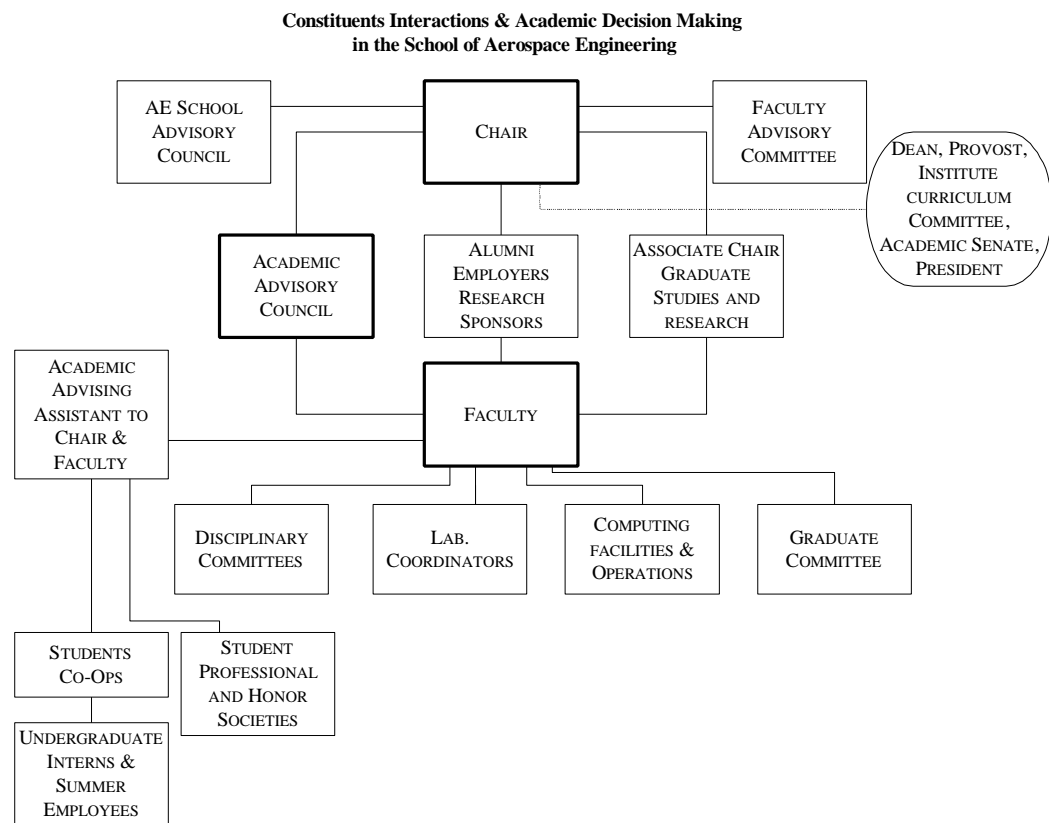 Constituents Interactions & Academic Decision Making
in the School of Aerospace Engineering
AE SCHOOL
ADVISORY
COUNCIL
CHAIR
FACULTY
ADVISORY
COMMITTEE
DEAN, PROVOST,
INSTITUTE
CURRICULUM
COMMITTEE,
ACADEMIC SENATE,
PRESIDENT
ACADEMIC
ADVISORY
COUNCIL
ALUMNI
EMPLOYERS
RESEARCH
SPONSORS
ASSOCIATE CHAIR
GRADUATE
STUDIES AND
RESEARCH
ACADEMIC
ADVISING
ASSISTANT TO
CHAIR &
FACULTY
FACULTY
DISCIPLINARY
COMMITTEES
LAB.
COORDINATORS
COMPUTING
FACILITIES &
OPERATIONS
GRADUATE
COMMITTEE
STUDENTS
CO-OPS
STUDENT
PROFESSIONAL
AND HONOR
SOCIETIES
UNDERGRADUATE
INTERNS &
SUMMER
EMPLOYEES